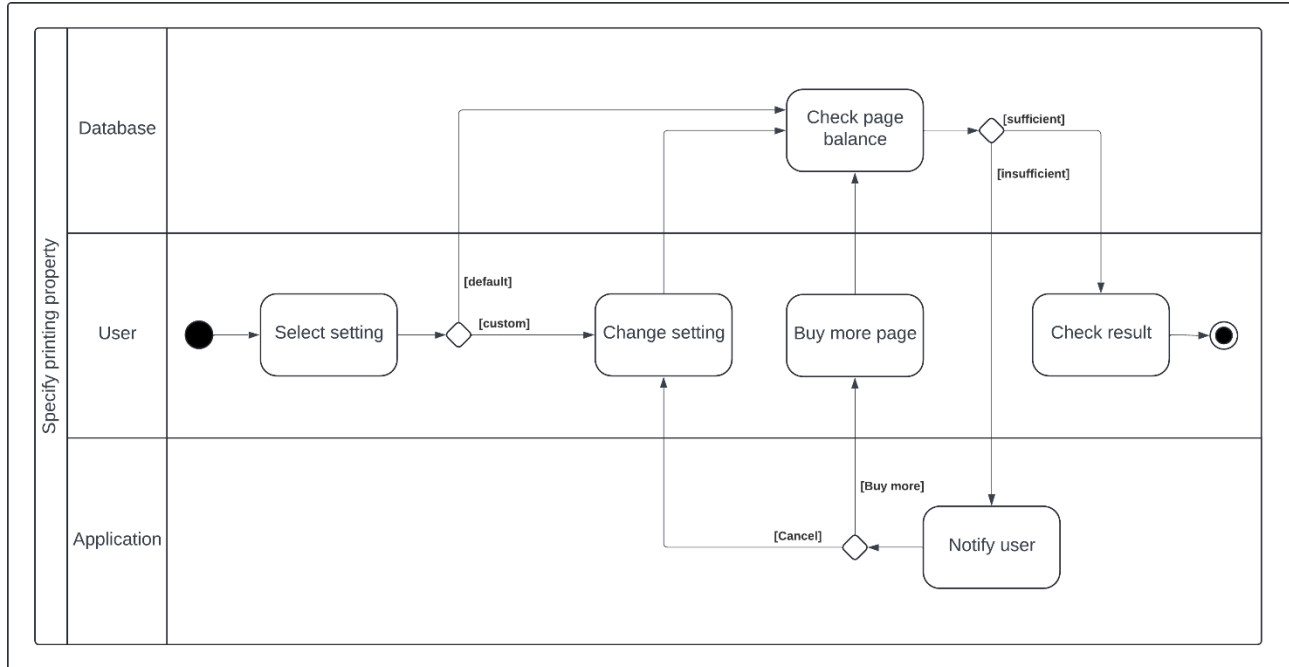 Specify printing property
Database
Check page
balance
[sufficient]
[insufficient]
User
Select setting
[default]
[custom]
Change setting
Buy more page
Check result
Application
[Cancel]
[Buy more]
Notify user